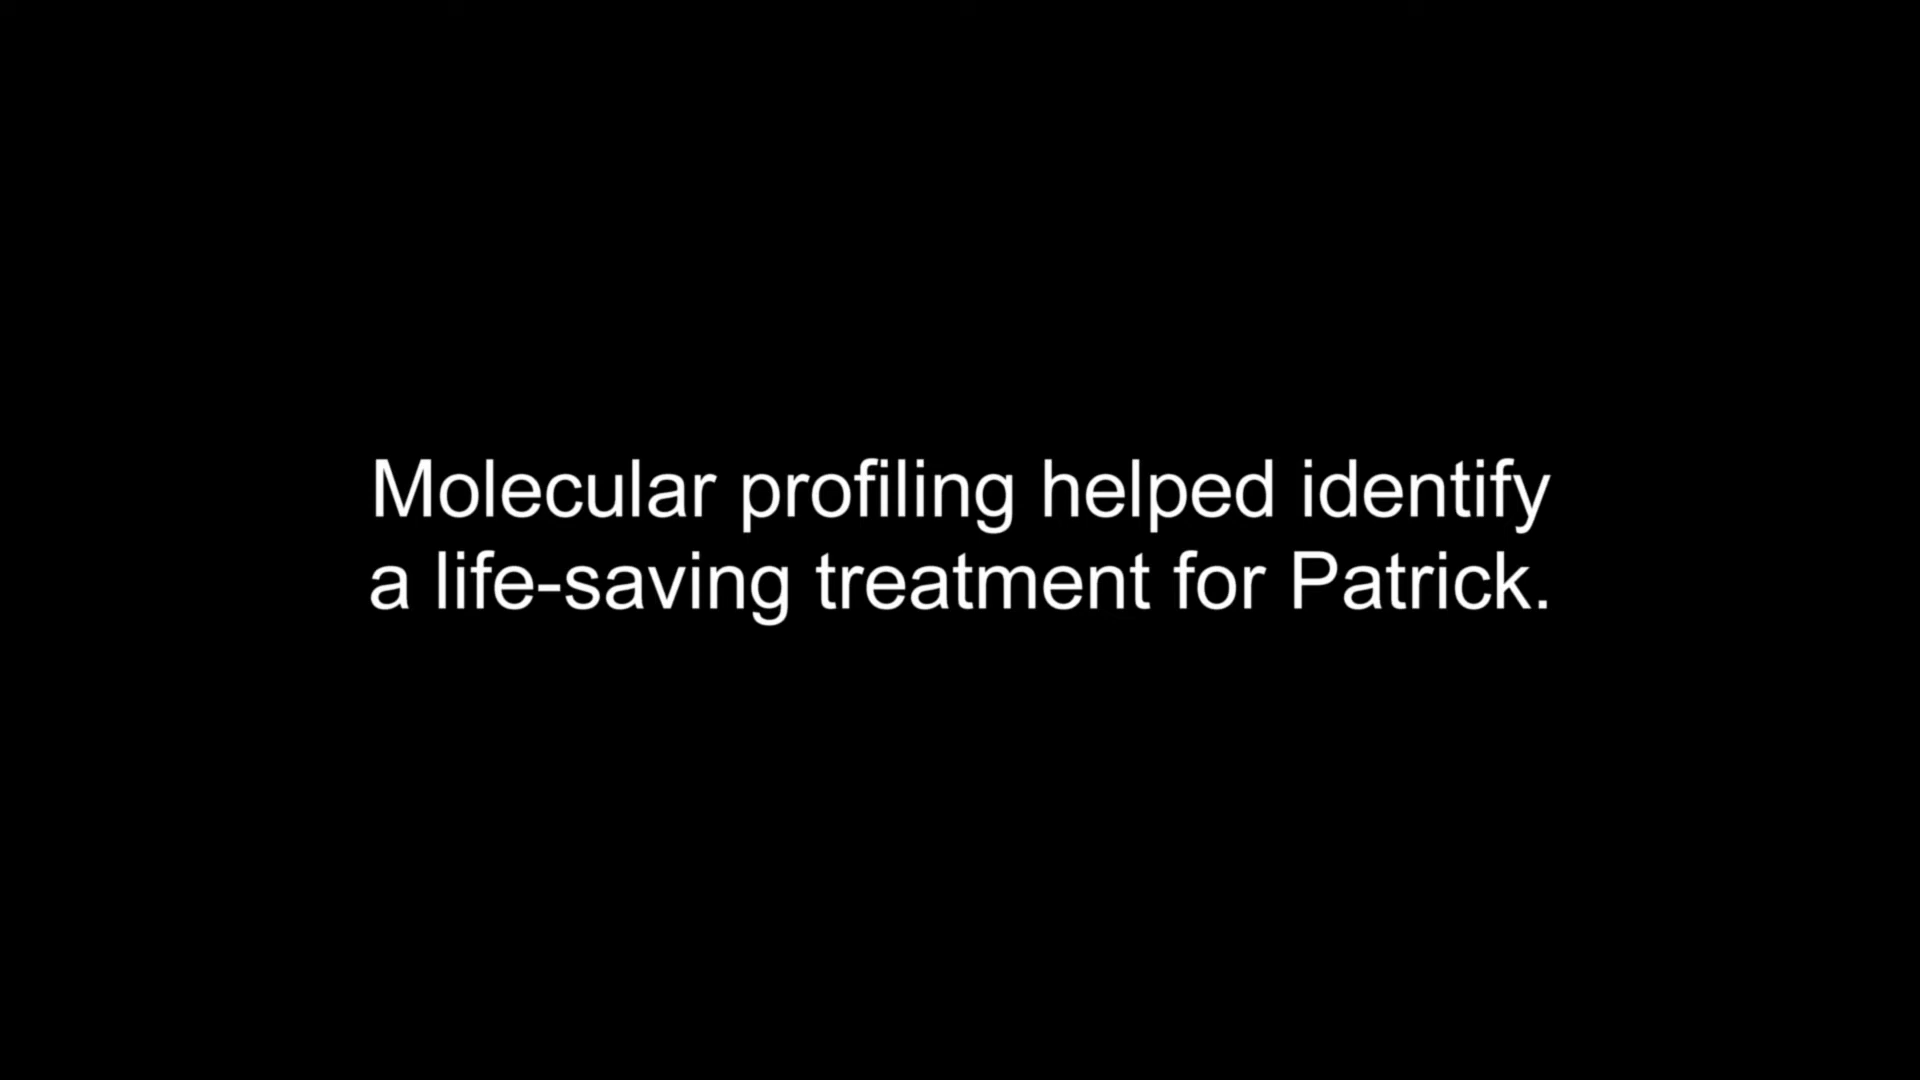 Molecular profiling helped identify
a life-saving treatment for Patrick.